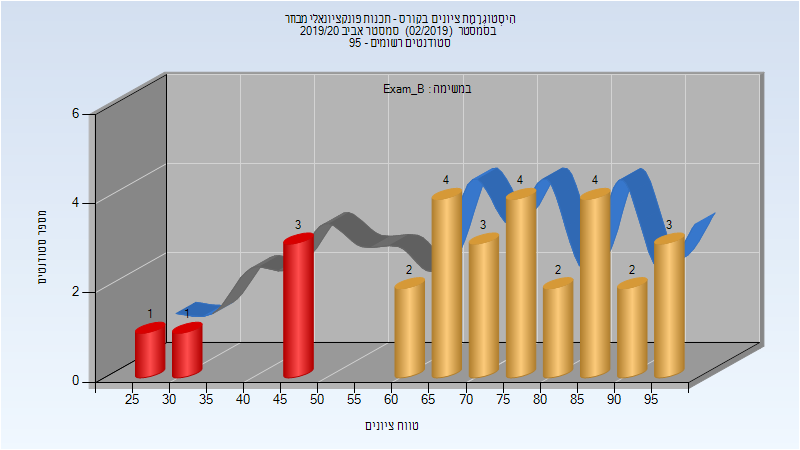 היסטוגרמת ציונים בקורס - תכנות פונקציונאלי מבוזר
בסמסטר (02/2019) סמסטר אביב 2019/20
סטודנטים רשומים - 95
במשימה : Exam_B
מספר סטודנטים
6
4
2
0
1
1
3
2
4
3
4
2
4
2
3
25 30 35 40 45 50 55 60 65 70 75 80 85 90 95
טווח ציונים